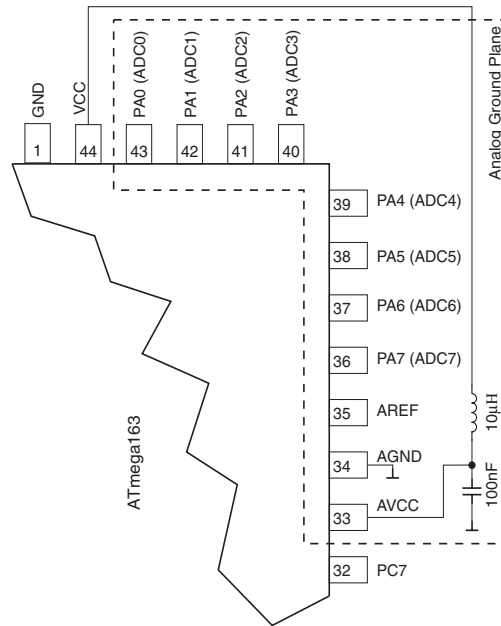 GND
VCC
PA0 (ADC0)
PA1 (ADC1)
PA2 (ADC2)
PA3 (ADC3)
Analog Ground Plane
1
44
43
42
41
40
39
PA4 (ADC4)
38
PA5 (ADC5)
37
PA6 (ADC6)
36
PA7 (ADC7)
35
AREF
34
AGND
33
AVCC
32
PC7
10µH
100nF
ATmega163